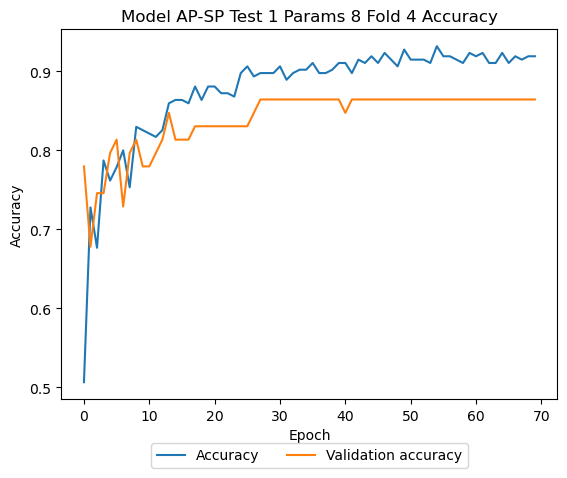 Model AP-SP Test 1 Params 8 Fold 4 Accuracy
0.9
0.8
0.7
0.6
0.5
Accuracy
0 10 20 30 40 50 60 70
Epoch
Accuracy Validation accuracy